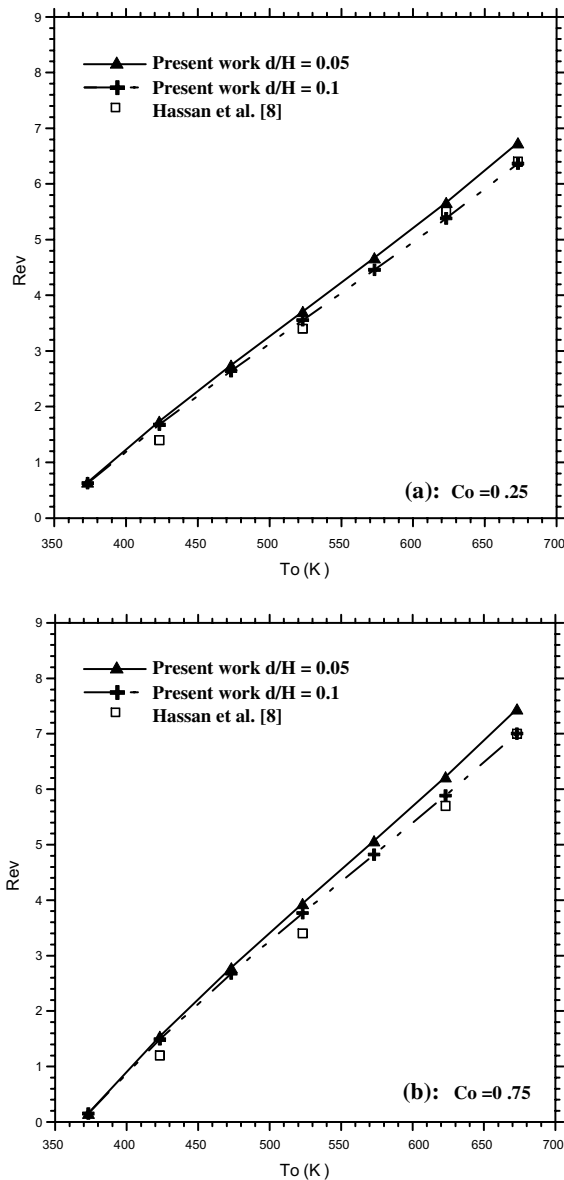 9
8
7
6
5
4
3
2
1
0
Rev
Present work d/H = 0.05
Present work d/H = 0.1
Hassan et al. [8]
(a): Co =0 .25
350 400 450 500 550 600 650 700
To (K )
9
8
7
6
5
4
3
2
1
0
Rev
Present work d/H = 0.05
Present work d/H = 0.1
Hassan et al. [8]
(b): Co =0 .75
350 400 450 500 550 600 650 700
To (K )